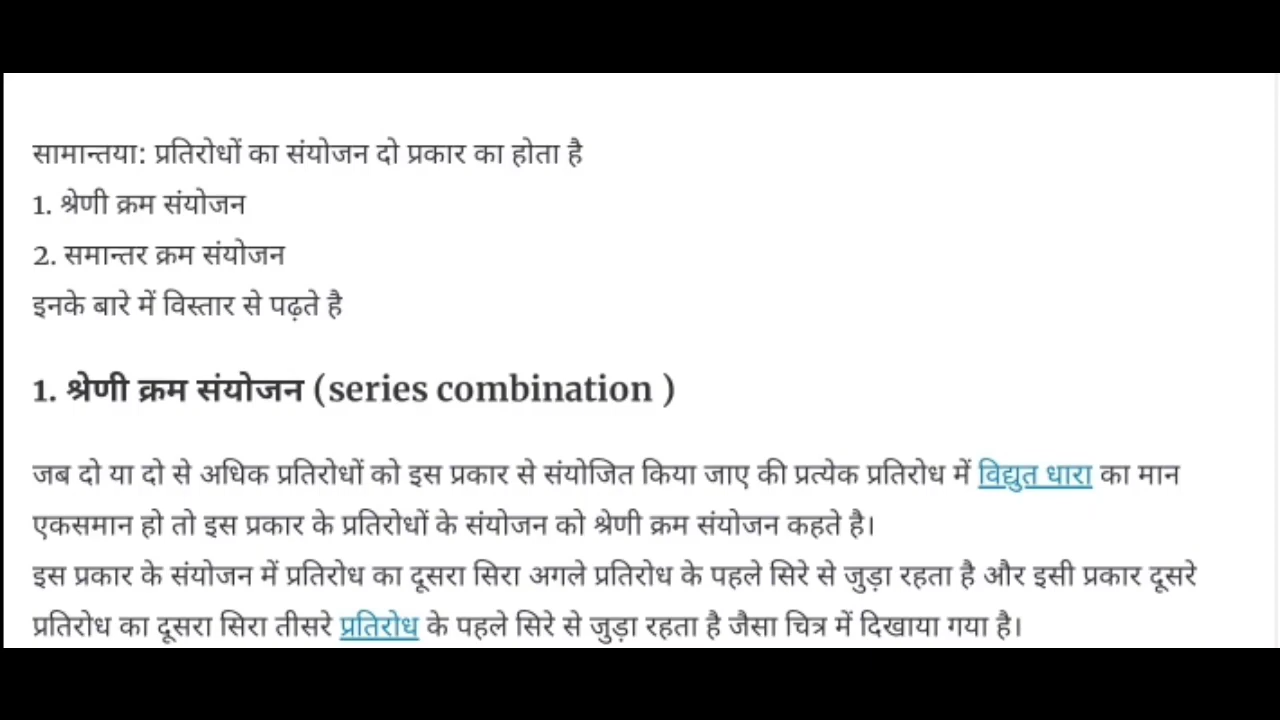 सामान्तया: प्रतिरोधों का संयोजन दो प्रकार का होता है
1. श्रेणी क्रम संयोजन
2. समान्तर क्रम संयोजन
इनके बारे में विस्तार से पढ़ते है
1. श्रेणी क्रम संयोजन (series combination )
जब दो या दो से अधिक प्रतिरोधों को इस प्रकार से संयोजित किया जाए की प्रत्येक प्रतिरोध में विद्युत धारा का मान
एकसमान हो तो इस प्रकार के प्रतिरोधों के संयोजन को श्रेणी क्रम संयोजन कहते है।
इस प्रकार के संयोजन में प्रतिरोध का दूसरा सिरा अगले प्रतिरोध के पहले सिरे से जुड़ा रहता है और इसी प्रकार दूसरे
प्रतिरोध का दूसरा सिरा तीसरे प्रतिरोध के पहले सिरे से जुड़ा रहता है जैसा चित्र में दिखाया गया है।